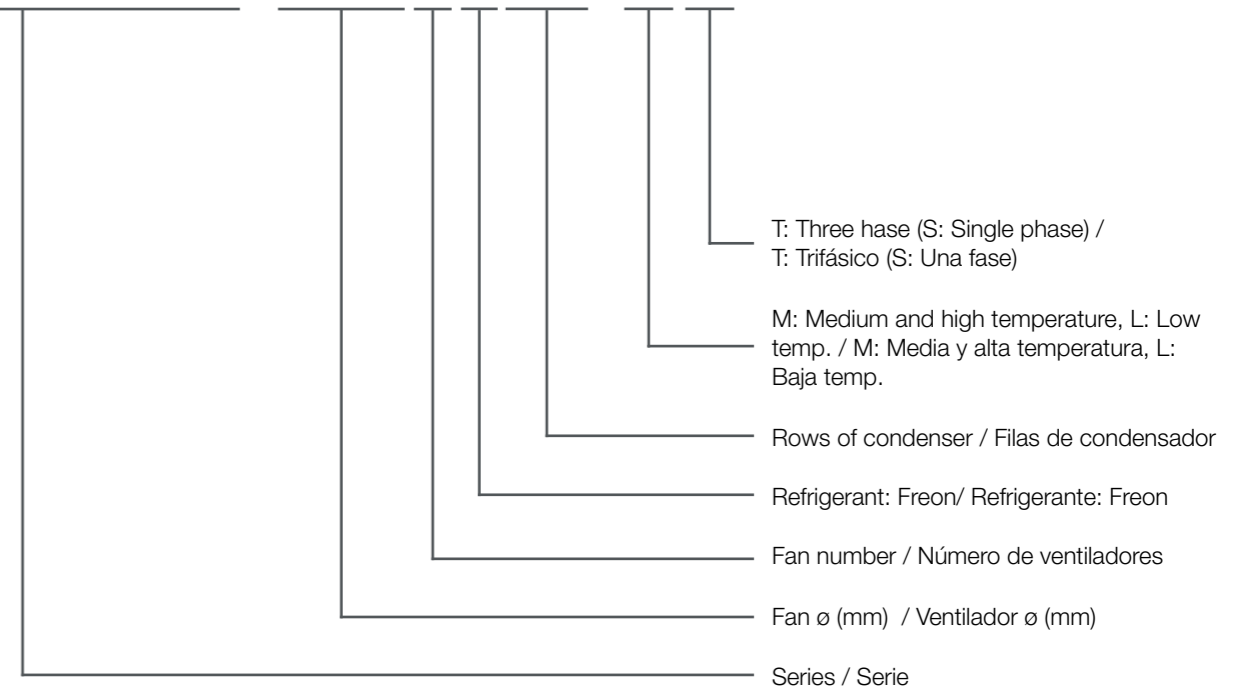 T: Three hase (S: Single phase) /
T: Trifásico (S: Una fase)
M: Medium and high temperature, L: Low
temp. / M: Media y alta temperatura, L:
Baja temp.
Rows of condenser / Filas de condensador
Refrigerant: Freon/ Refrigerante: Freon
Fan number / Número de ventiladores
Fan ø (mm)  / Ventilador ø (mm)
Series / Serie